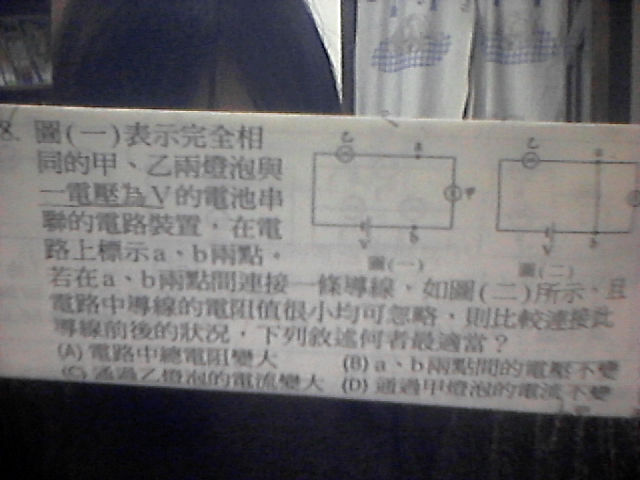 8. 圖(一)表示完全相
同的甲、乙兩燈泡與
一電壓為V的電池串
聯的電路裝置,在電
路上標示a、b兩點。
若在a、b兩點間連接一條導線,如圖(二)所示,且
電路中導線的電阻值很小均可忽略,則比較連接此
導線前後的狀況,下列敘述何者最適當?
(A) 電路中總電阻變大 (B) a、b兩點間的電壓不變
(C) 通過乙燈泡的電流變大 (D) 通過甲燈泡的電流不變
乙 a
甲
V b
圖(一)
乙 a
V b
圖(二)